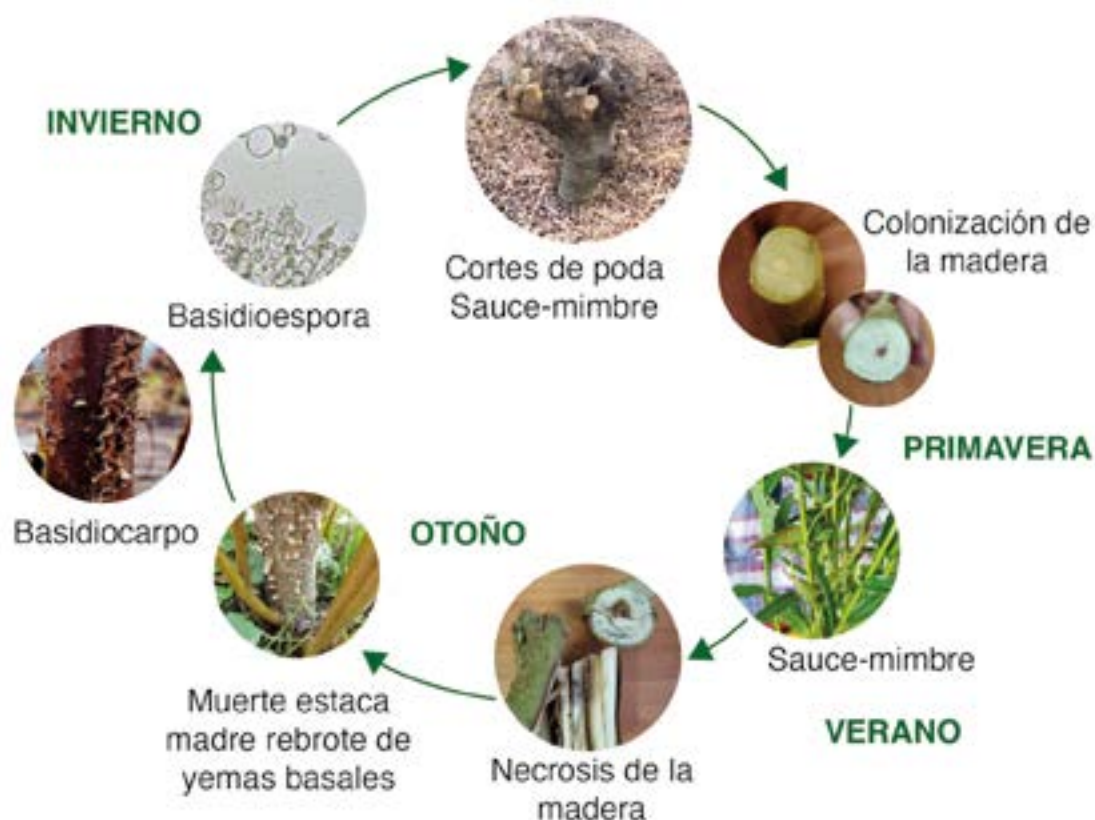 INVIERNO
Basidioespora
Cortes de poda
Sauce-mimbre
Colonización de
la madera
PRIMAVERA
Sauce-mimbre
VERANO
Necrosis de la
madera
OTOÑO
Muerte estaca
madre rebrote de
yemas basales
Basidiocarpo